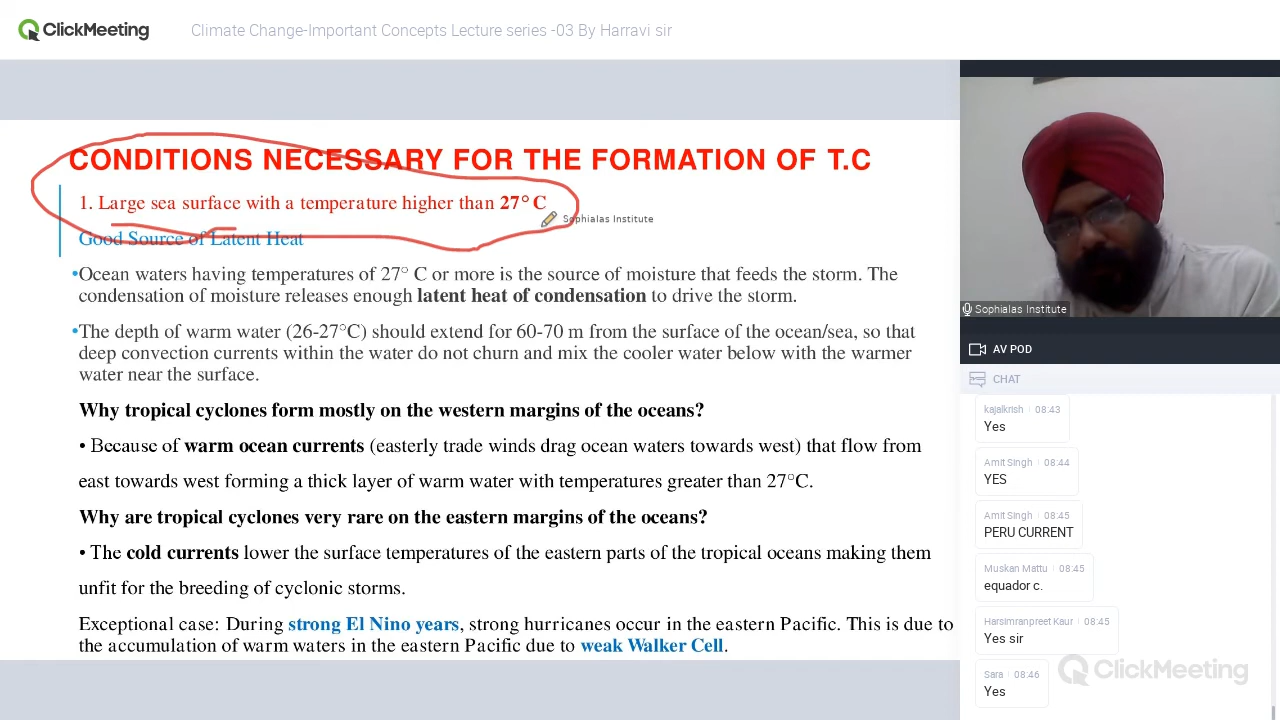 ClickMeeting
Climate Change-Important Concepts Lecture series -03 By Harravi sir
CONDITIONS NECESSARY FOR THE FORMATION OF T.C
1. Large sea surface with a temperature higher than 27° C
Sophialas Institute
Good Source of Latent Heat
•Ocean waters having temperatures of 27° C or more is the source of moisture that feeds the storm. The
condensation of moisture releases enough latent heat of condensation to drive the storm.
•The depth of warm water (26-27°C) should extend for 60-70 m from the surface of the ocean/sea, so that
deep convection currents within the water do not churn and mix the cooler water below with the warmer
water near the surface.
Why tropical cyclones form mostly on the western margins of the oceans?
• Because of warm ocean currents (easterly trade winds drag ocean waters towards west) that flow from
east towards west forming a thick layer of warm water with temperatures greater than 27°C.
Why are tropical cyclones very rare on the eastern margins of the oceans?
• The cold currents lower the surface temperatures of the eastern parts of the tropical oceans making them
unfit for the breeding of cyclonic storms.
Exceptional case: During strong El Nino years, strong hurricanes occur in the eastern Pacific. This is due to
the accumulation of warm waters in the eastern Pacific due to weak Walker Cell.
Sophialas Institute
AV POD
CHAT
kajalkrish 08:43
Yes
Amit Singh 08:44
YES
Amit Singh 08:45
PERU CURRENT
Muskan Mattu 08:45
equador c.
Harsimranpreet Kaur 08:45
Yes sir
Sara 08:46
Yes
ClickMeeting